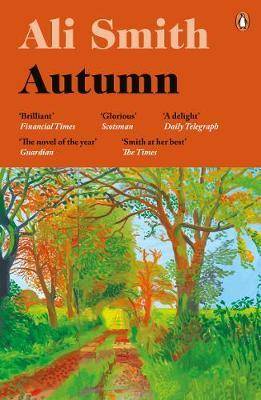 Ali Smith
Autumn
‘Brilliant’ ‘Glorious’ ‘A delight’
Financial Times Scotsman Daily Telegraph
‘The novel of the year’ ‘Smith at her best’
Guardian The Times